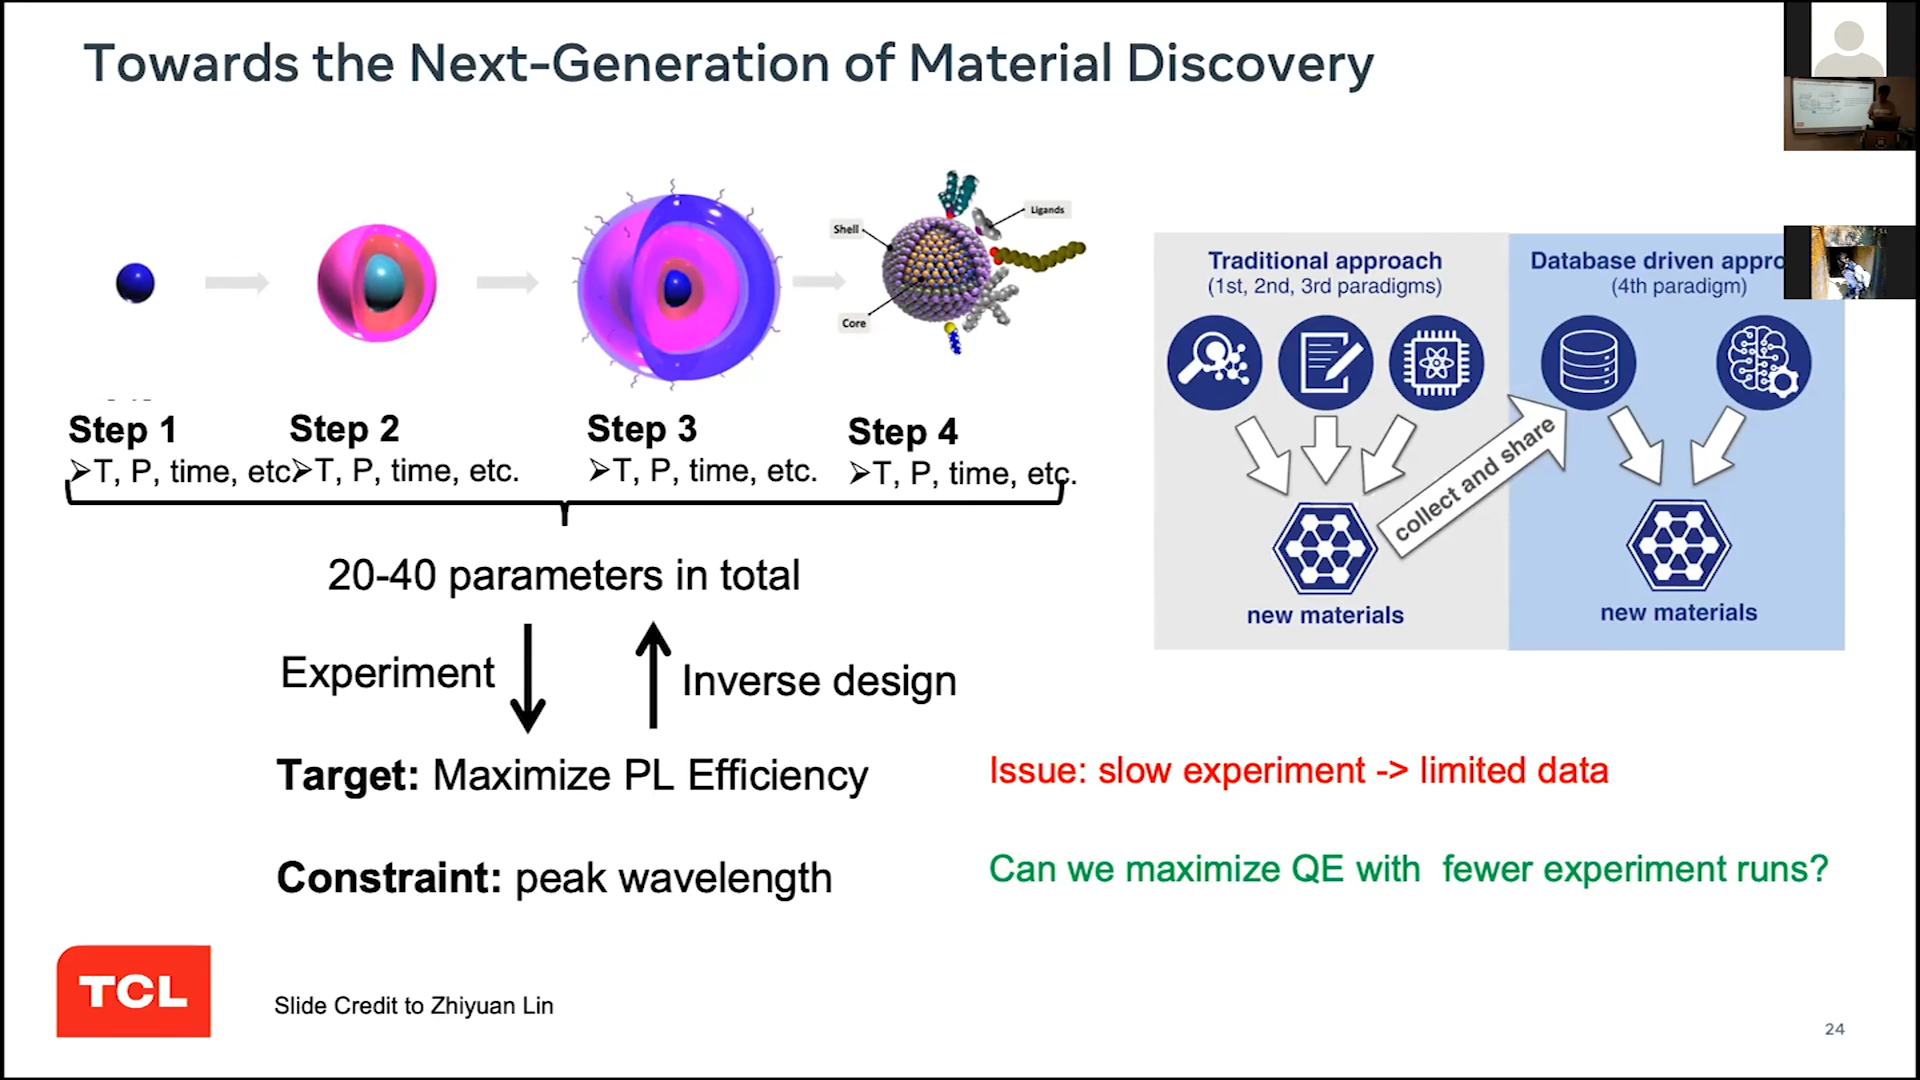 Towards the Next-Generation of Material Discovery
Shell
Ligands
Core
Step 1
➢T, P, time, etc.
Step 2
➢T, P, time, etc.
Step 3
➢T, P, time, etc.
Step 4
➢T, P, time, etc.
20-40 parameters in total
Experiment
Inverse design
Target: Maximize PL Efficiency
Constraint: peak wavelength
Traditional approach
(1st, 2nd, 3rd paradigms)
Database driven appro
(4th paradigm)
collect and share
new materials
new materials
Issue: slow experiment -> limited data
Can we maximize QE with fewer experiment runs?
TCL
Slide Credit to Zhiyuan Lin
24